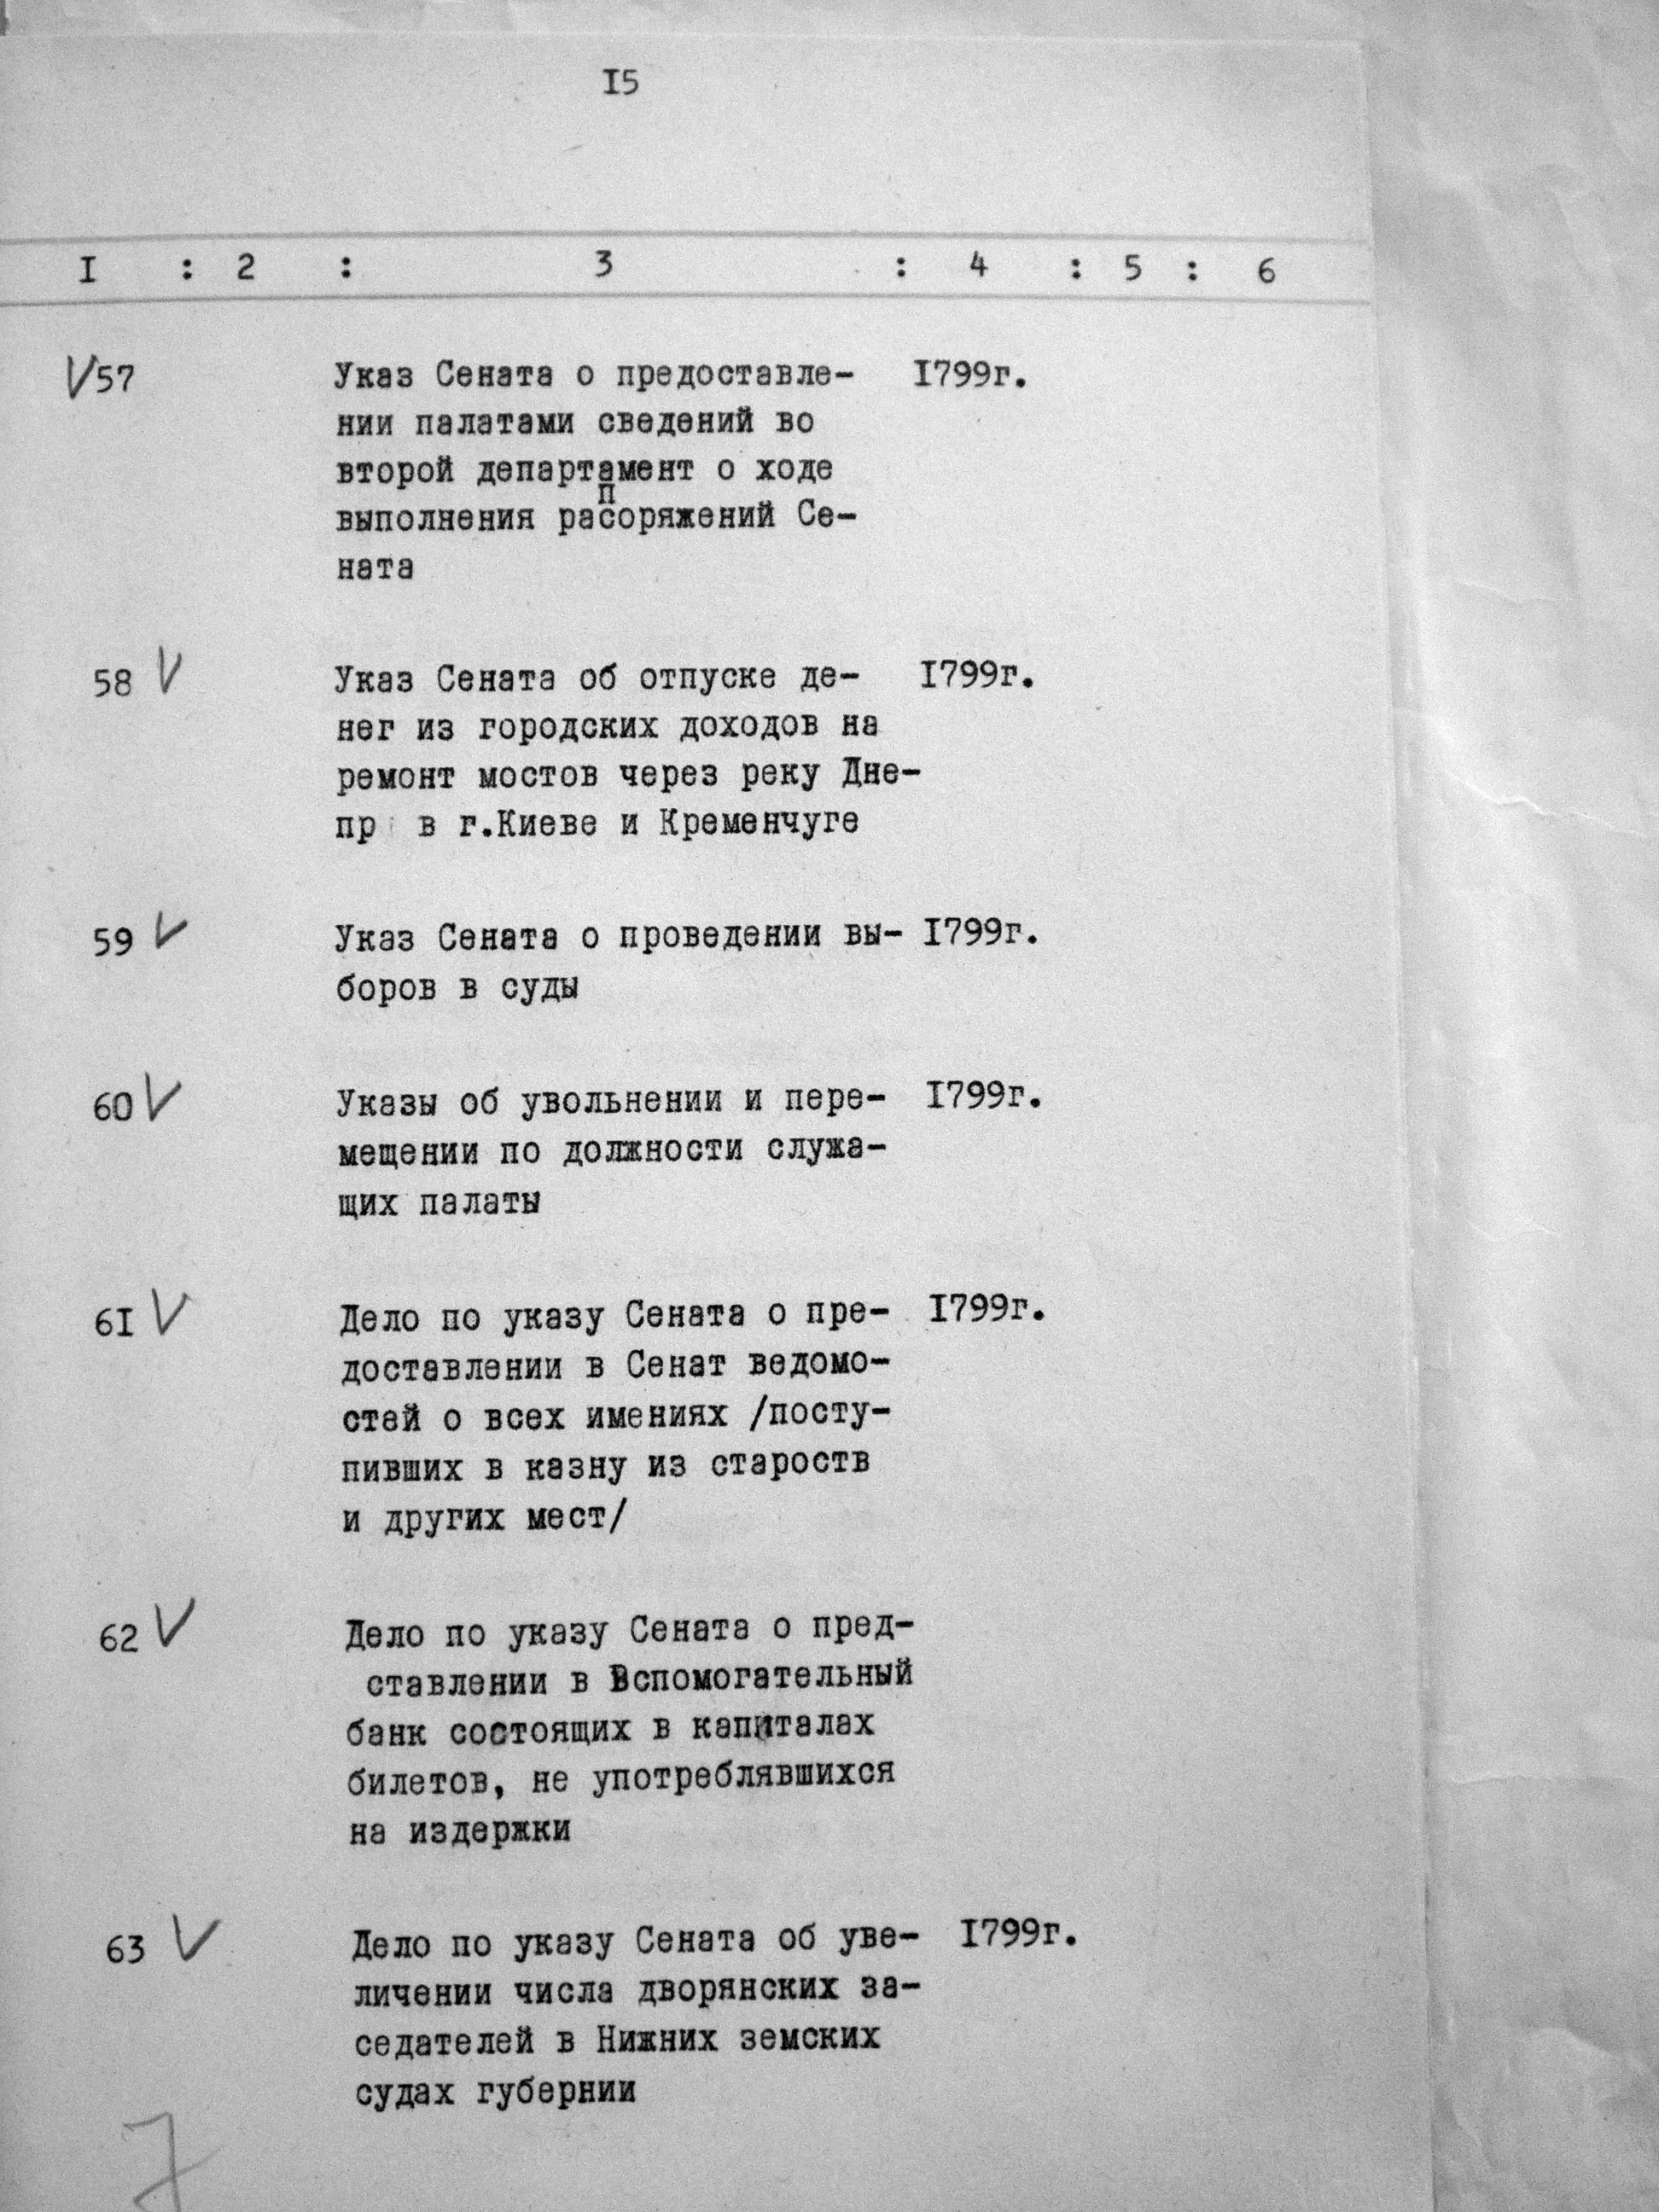 I5
I : 2 : 3 : 4 : 5 : 6
V57 Указ Сената о предоставле- I799г.
нии палатами сведений во
второй департамент о ходе
п
выполнения расоряжений Се-
ната
58 V Указ Сената об отпуске де- I799г.
нег из городских доходов на
ремонт мостов через реку Дне-
пр в г.Киеве и Кременчуге
59 V Указ Сената о проведении вы- I799г.
боров в суды
60 V Указы об увольнении и пере- I799г.
мещении по должности служа-
щих палаты
6I V Дело по указу Сената о пре- I799г.
доставлении в Сенат ведомо-
стей о всех имениях /посту-
пивших в казну из староств
и других мест/
62 V Дело по указу Сената о пред-
ставлении в Вспомогательный
банк состоящих в капиталах
билетов, не употреблявшихся
на издержки
63 V Дело по указу Сената об уве- I799г.
личении числа дворянских за-
седателей в Нижних земских
судах губернии
7